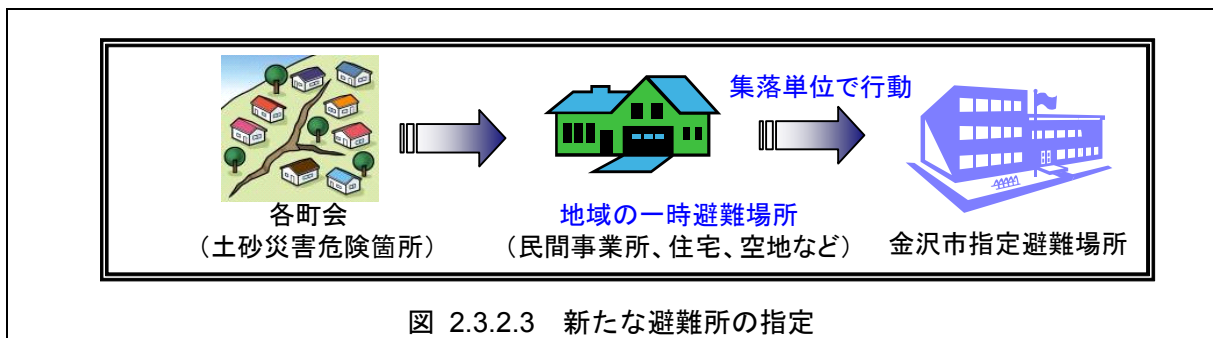 集落単位で行動
各町会
（土砂災害危険箇所）
地域の一時避難場所
（民間事業所、住宅、空地など）
金沢市指定避難場所
図 2.3.2.3 新たな避難所の指定